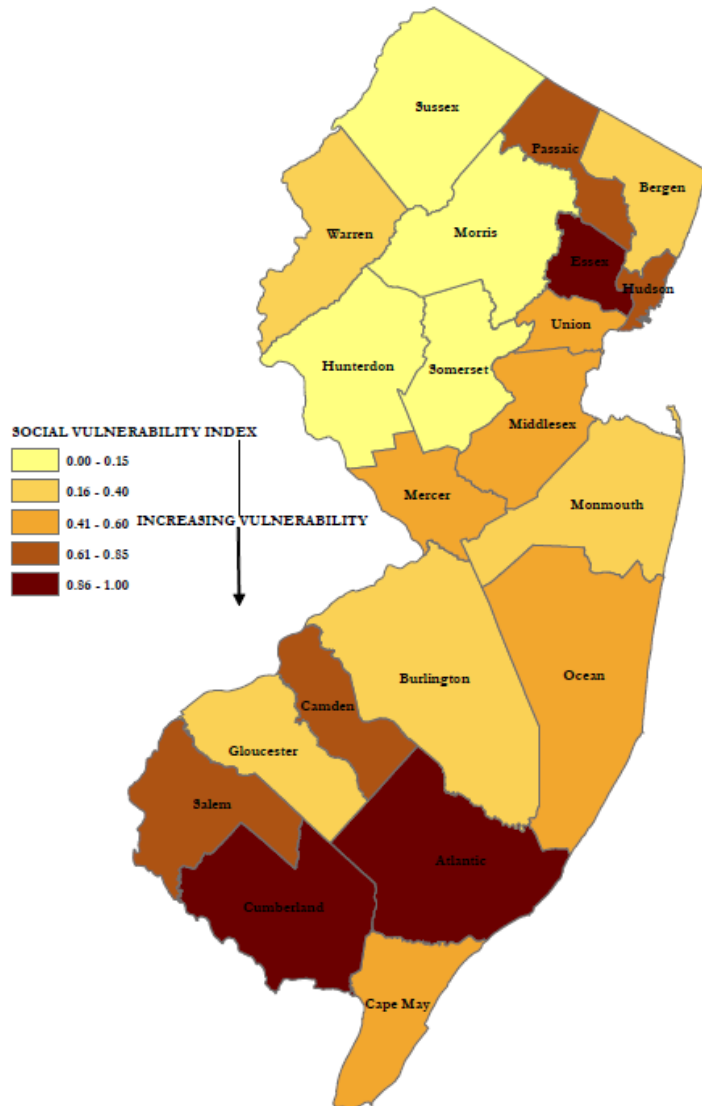 Sussex
Passaic
Bergen
Warren
Morris
Essex
Hudson
Union
Hunterdon
Somerset
Middlesex
SOCIAL VULNERABILITY INDEX
0.00 - 0.15
0.16 - 0.40
0.41 - 0.60
INCREASING VULNERABILITY
0.61 - 0.85
0.86 - 1.00
Mercer
Monmouth
Burlington
Ocean
Camden
Gloucester
Salem
Atlantic
Cumberland
Cape May